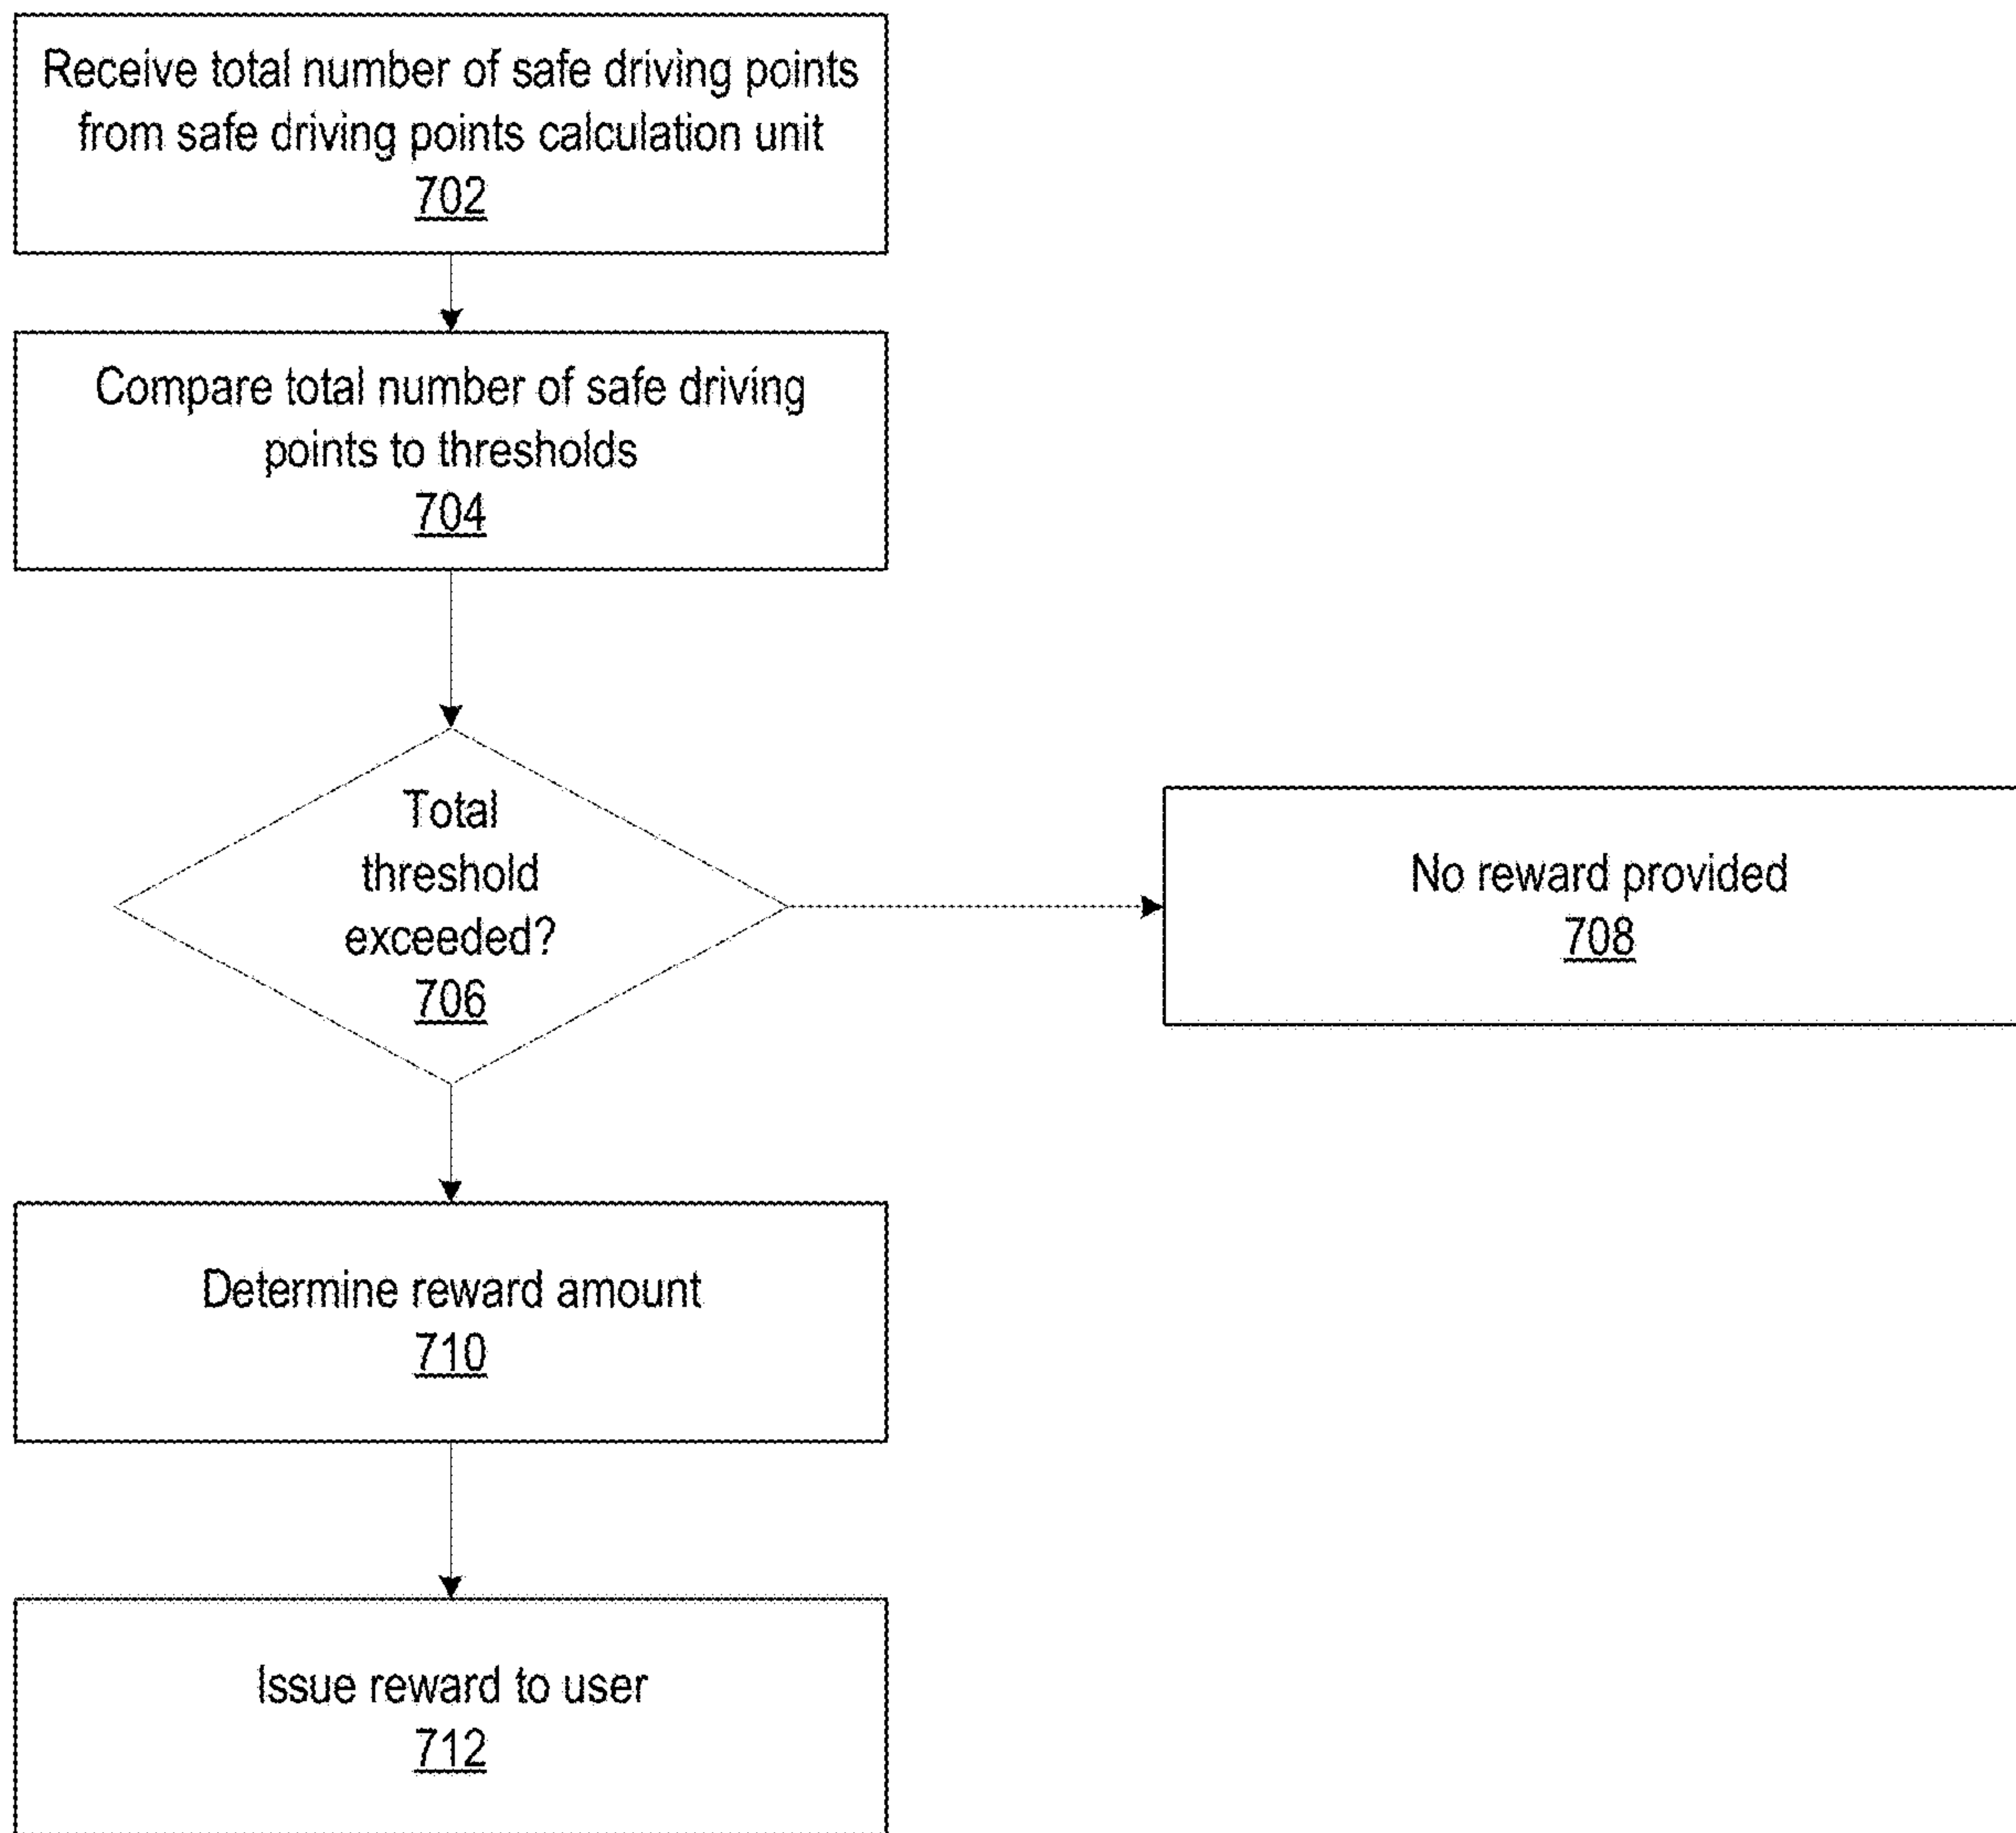 Receive total number of safe driving points
from safe driving points calculation unit
702
Compare total number of safe driving
points to thresholds
704
Total
threshold
exceeded?
706
No reward provided
708
Determine reward amount
710
Issue reward to user
712